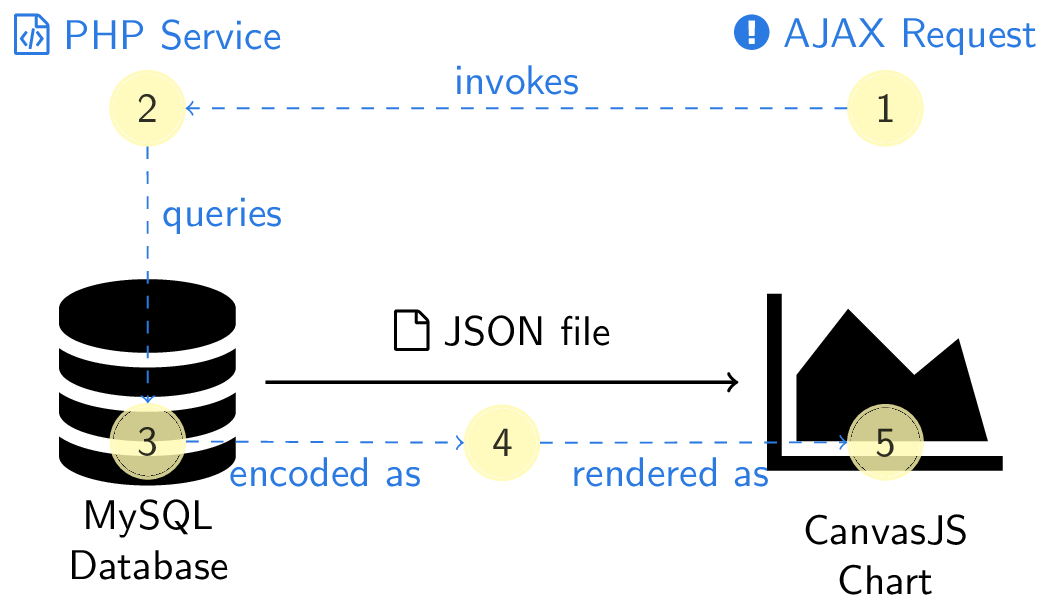 PHP Service
AJAX Request
invokes
2
1
queries
JSON file
3
4
5
encoded as
rendered as
MySQL
Database
CanvasJS
Chart